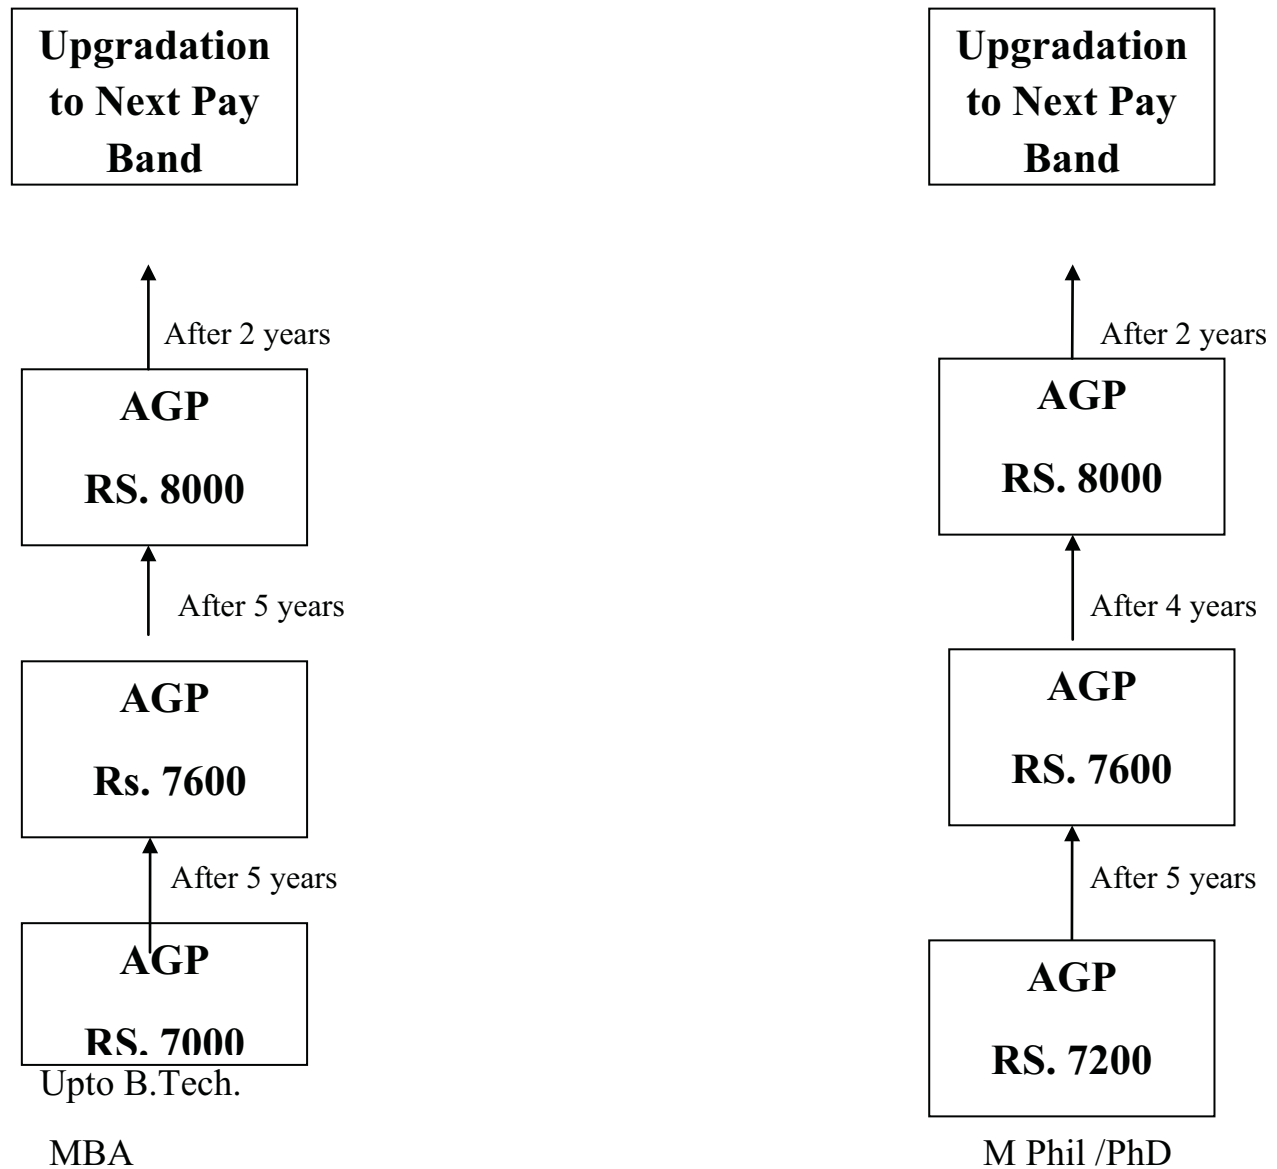 Upgradation
to Next Pay
Band
After 2 years
AGP
RS. 8000
After 5 years
AGP
Rs. 7600
After 5 years
AGP
RS. 7000
Upto B.Tech.
MBA
Upgradation
to Next Pay
Band
After 2 years
AGP
RS. 8000
After 4 years
AGP
RS. 7600
After 5 years
AGP
RS. 7200
M Phil /PhD